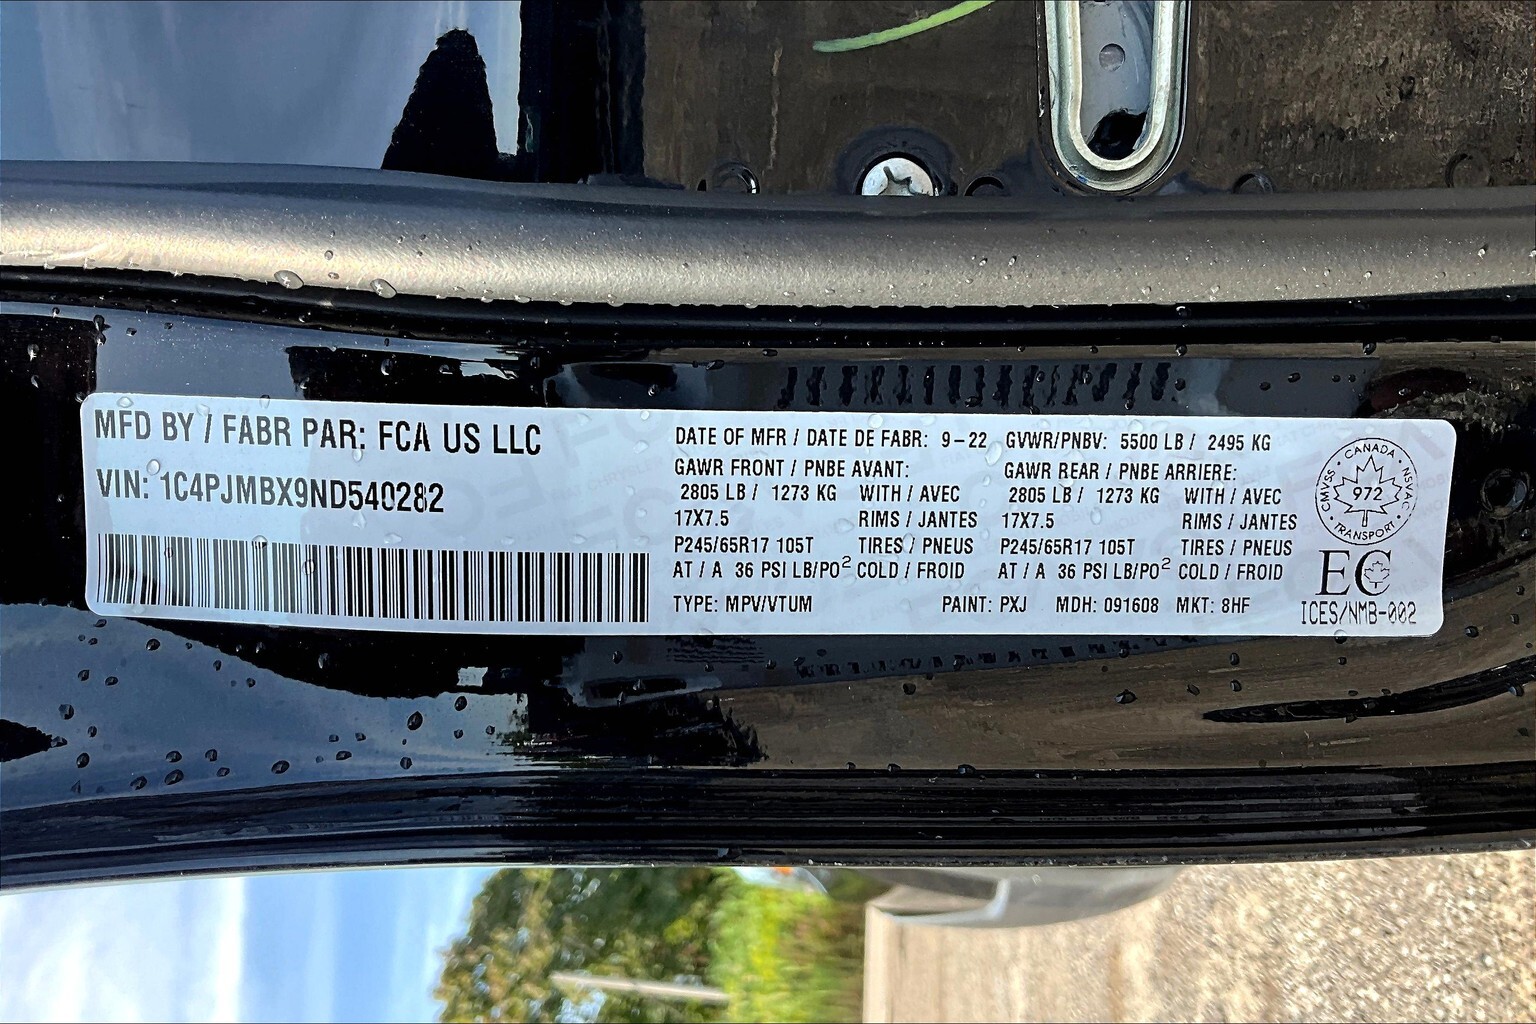 MFD BY / FABR PAR: FCA US LLC
VIN: 1C4PJMBX9ND540282
DATE OF MFR / DATE DE FABR: 9-22 GVWR/PNBV: 5500 LB / 2495 KG
GAWR FRONT / PNBE AVANT:
2805 LB / 1273 KG WITH / AVEC
17X7.5 RIMS / JANTES
P245/65R17 105T TIRES / PNEUS
AT / A 36 PSI LB/PO² COLD / FROID
GAWR REAR / PNBE ARRIERE:
2805 LB / 1273 KG WITH / AVEC
17X7.5 RIMS / JANTES
P245/65R17 105T TIRES / PNEUS
AT / A 36 PSI LB/PO² COLD / FROID
TYPE: MPV/VTUM PAINT: PXJ MDH: 091608 MKT: 8HF
CMVSS • CANADA • NSVAC • TRANSPORT •
972
EC
ICES/NMB-002